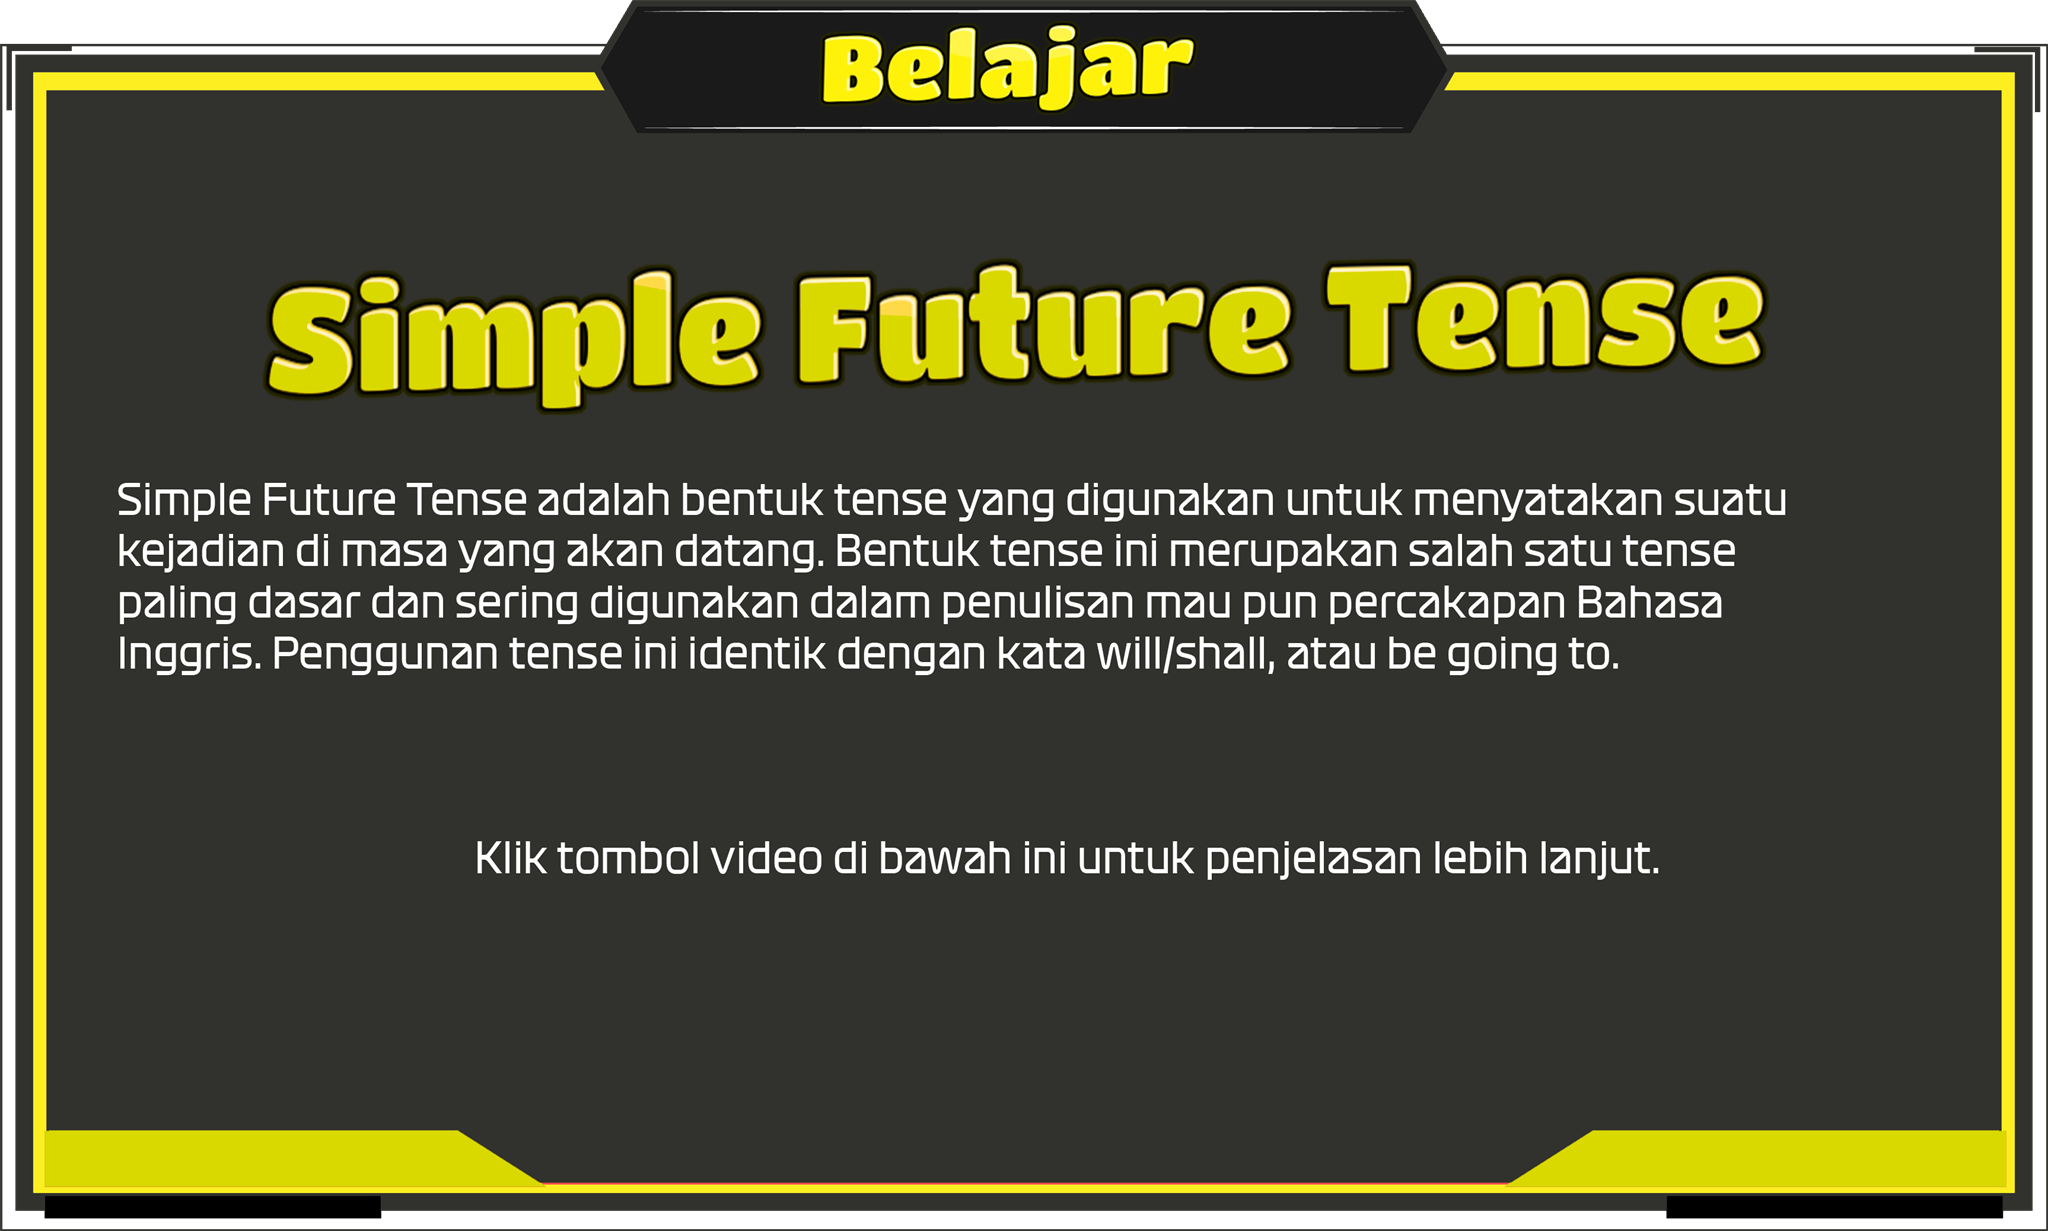 Belajar
Simple Future Tense
Simple Future Tense adalah bentuk tense yang digunakan untuk menyatakan suatu
kejadian di masa yang akan datang. Bentuk tense ini merupakan salah satu tense
paling dasar dan sering digunakan dalam penulisan mau pun percakapan Bahasa
Inggris. Penggunan tense ini identik dengan kata will/shall, atau be going to.
Klik tombol video di bawah ini untuk penjelasan lebih lanjut.